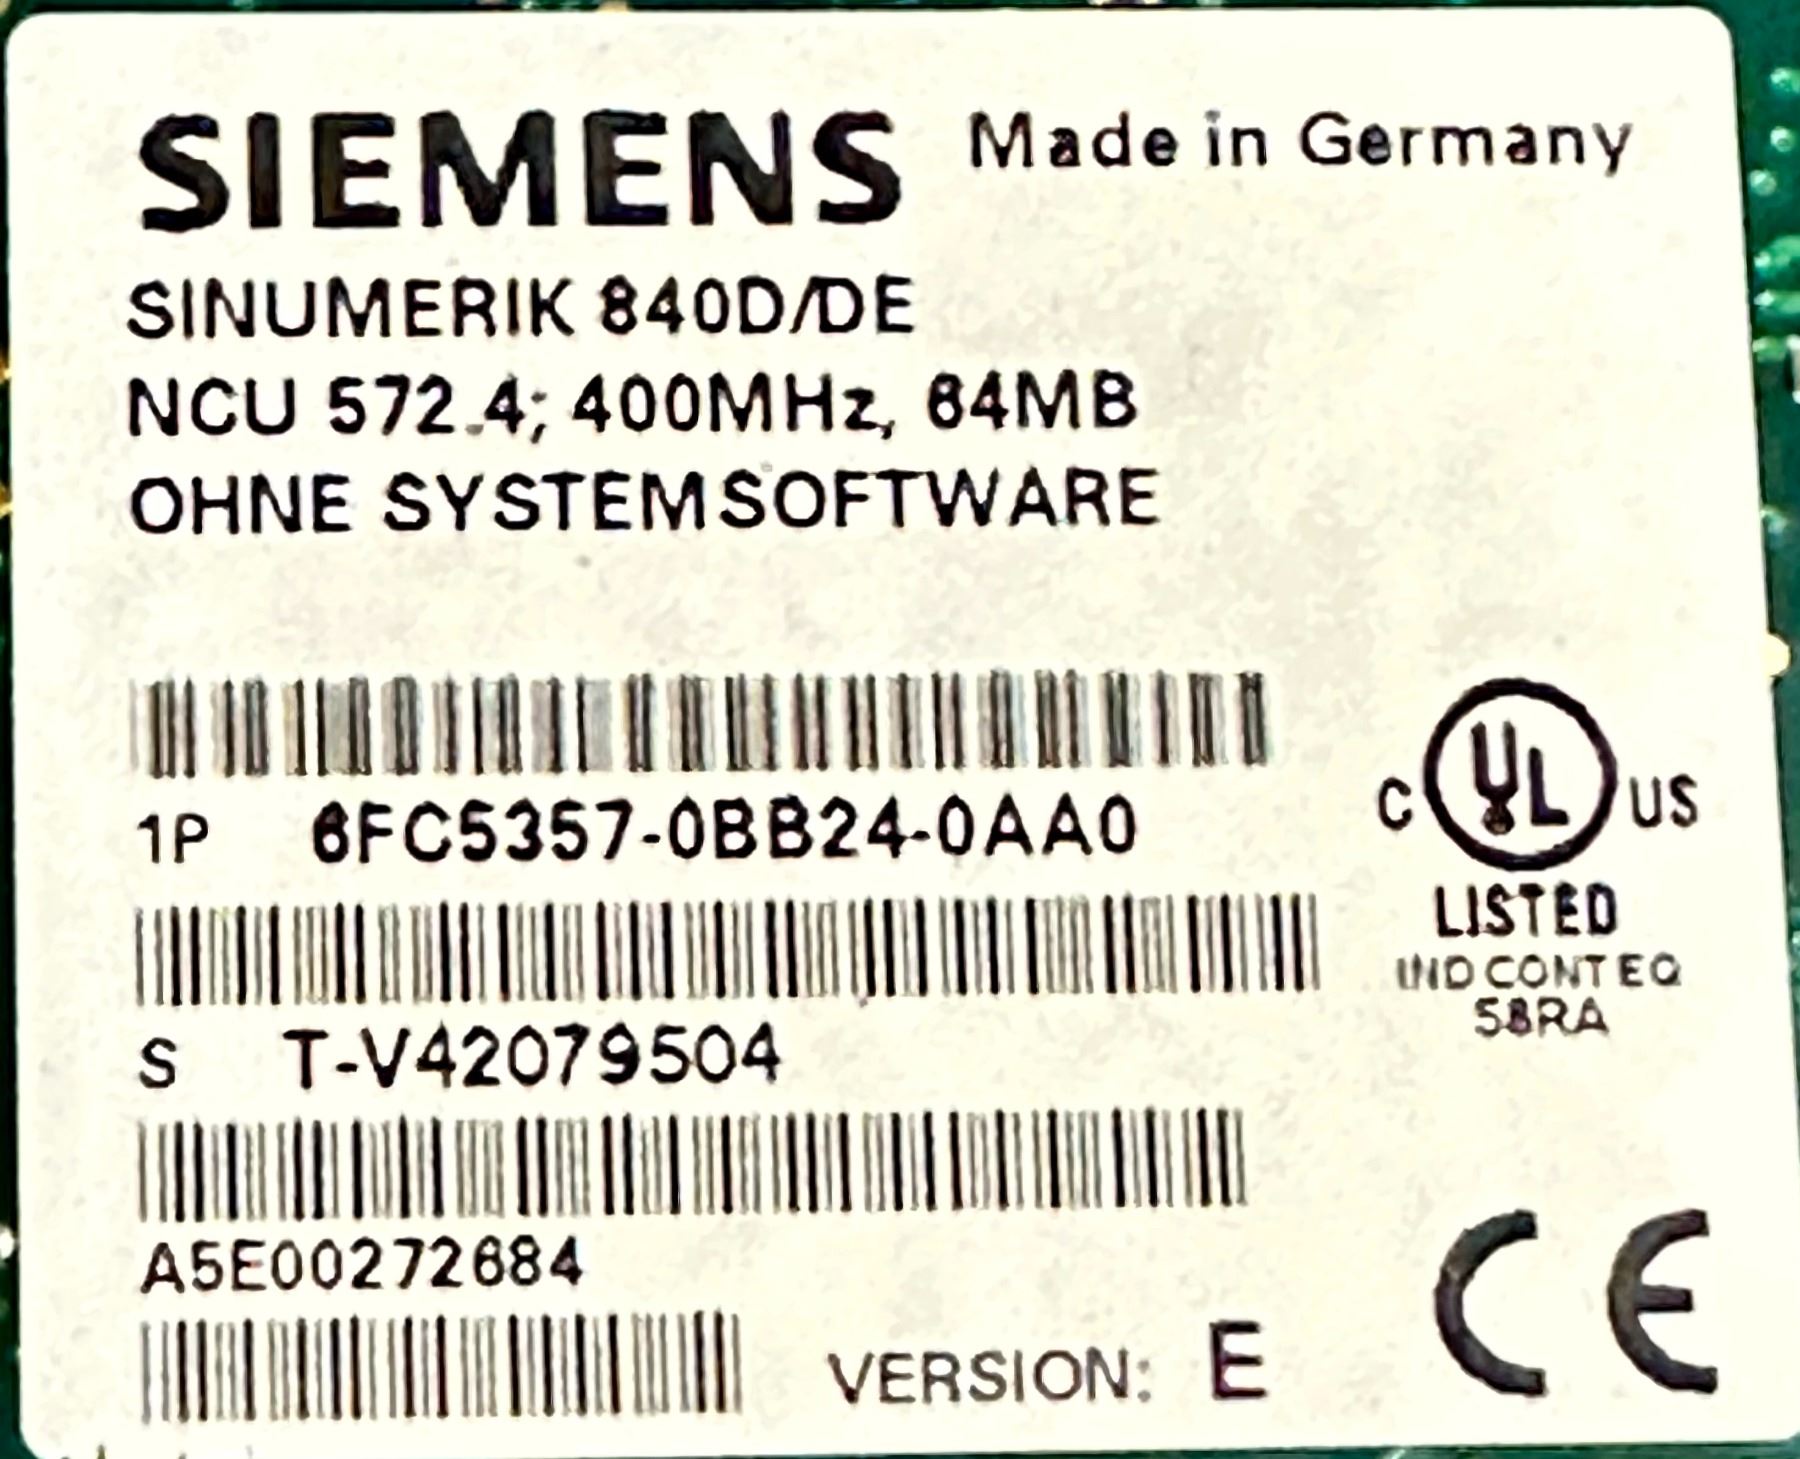 SIEMENS Made in Germany
SINUMERIK 840D/DE
NCU 572.4; 400MHz, 64MB
OHNE SYSTEMSOFTWARE
1P 6FC5357-0BB24-0AA0
C UL US
LISTED
IND CONT EQ
58RA
S T-V42079504
A5E00272684
VERSION: E
CE